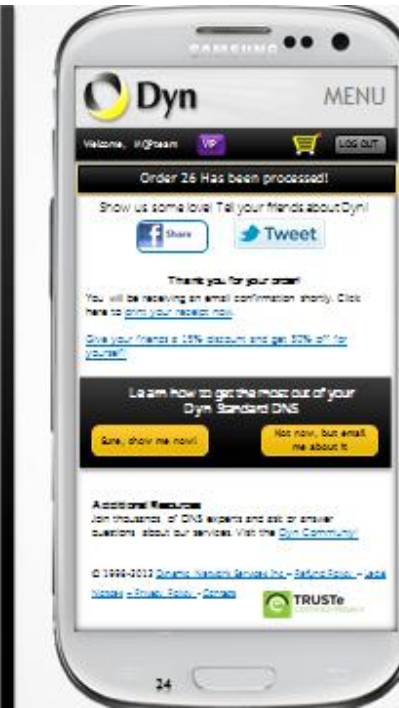 SAMSUNG
Dyn
MENU
Welcome,
VIP
LOG OUT
Order 26 Has been processed!
Show us some love! Tell your friends about Dyn!
Share
Tweet
Thank you for your order!
You will be receiving an email confirmation shortly. Click
here to print your receipt now.
Give your friends a 15% discount and get 50% off for
yourself!
Learn how to get the most out of your
Dyn Standard DNS
Sure, show me now!
Not now, but email
me about it
Additional Resources
Join thousands of DNS experts and ask or answer
questions about our services. Visit the Dyn Community!
© 1998-2012 Dynamic Network Services Inc – Refund Policy – Legal
Notices – Privacy Policy – Contact
TRUSTe
CERTIFIED PRIVACY
24